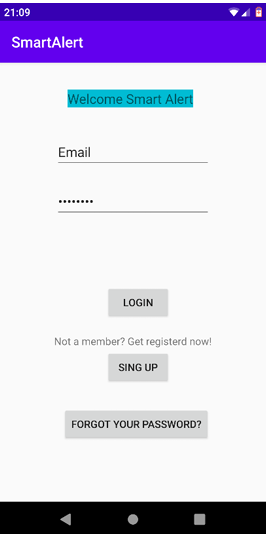 21:09
SmartAlert
Welcome Smart Alert
Email
••••••••
LOGIN
Not a member? Get registerd now!
SING UP
FORGOT YOUR PASSWORD?